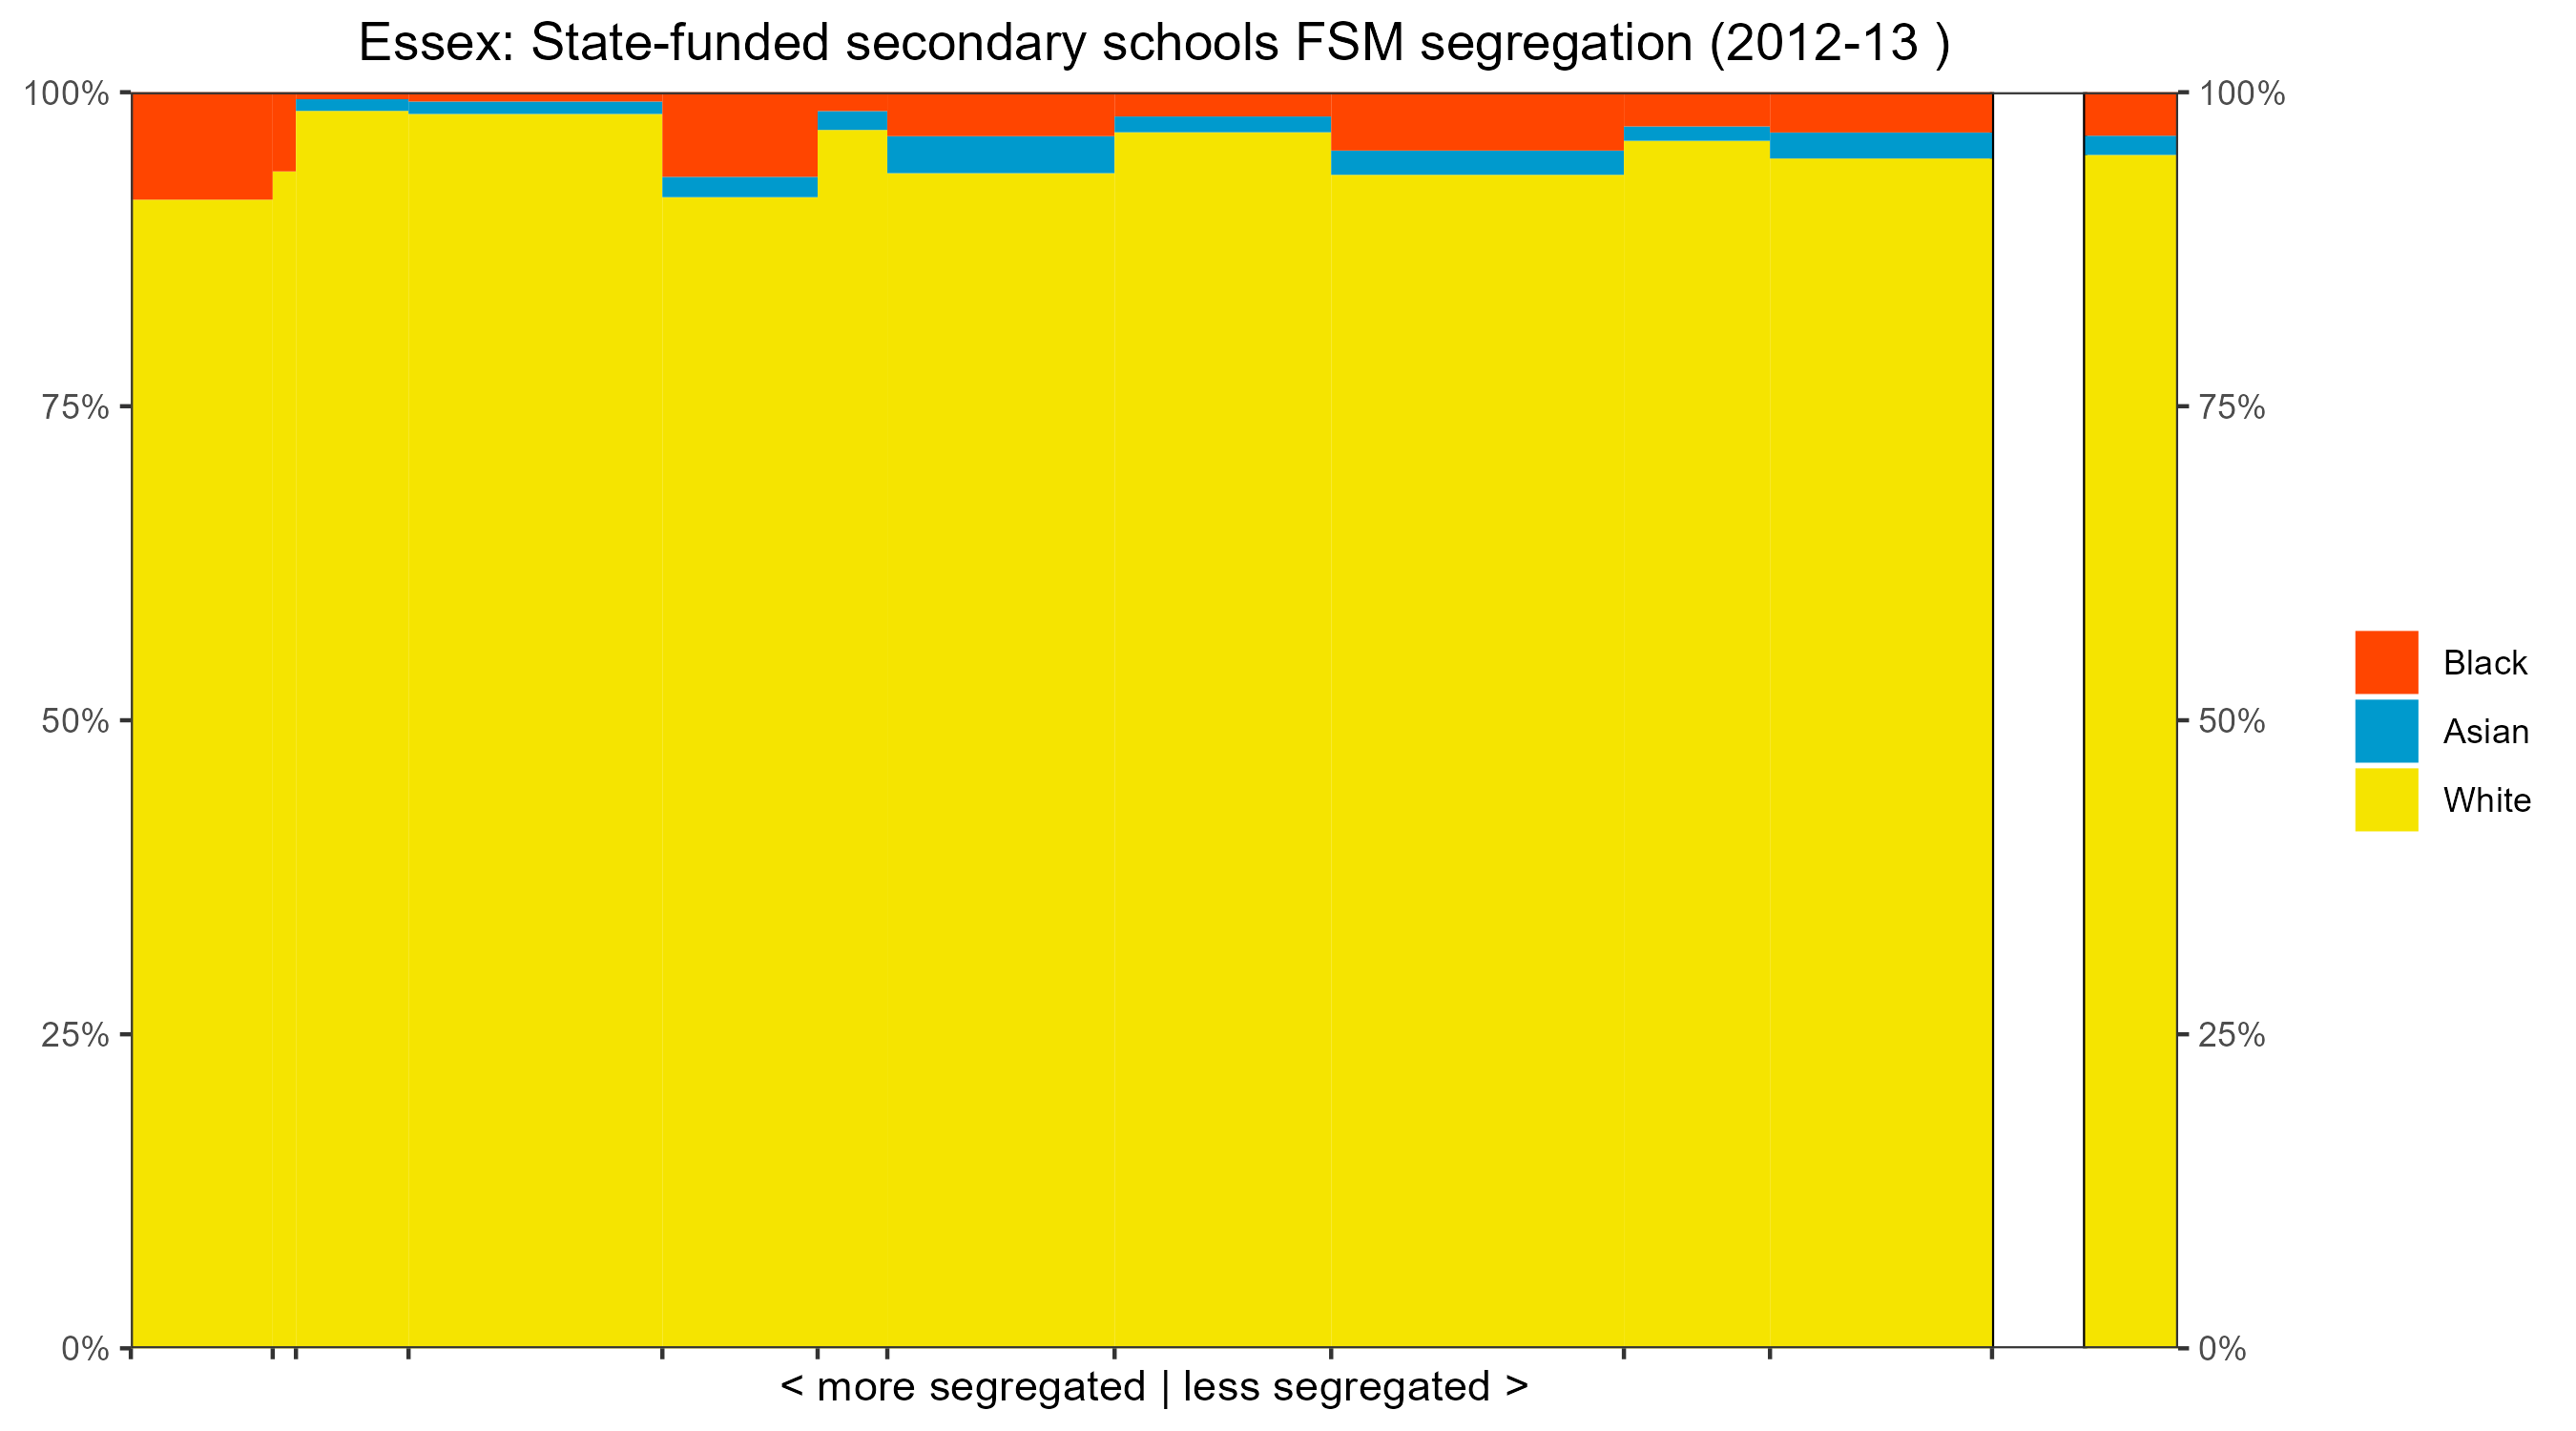 Essex: State-funded secondary schools FSM segregation (2012-13 )
100%
75%
50%
25%
0%
100%
75%
50%
25%
0%
Black
Asian
White
< more segregated | less segregated >